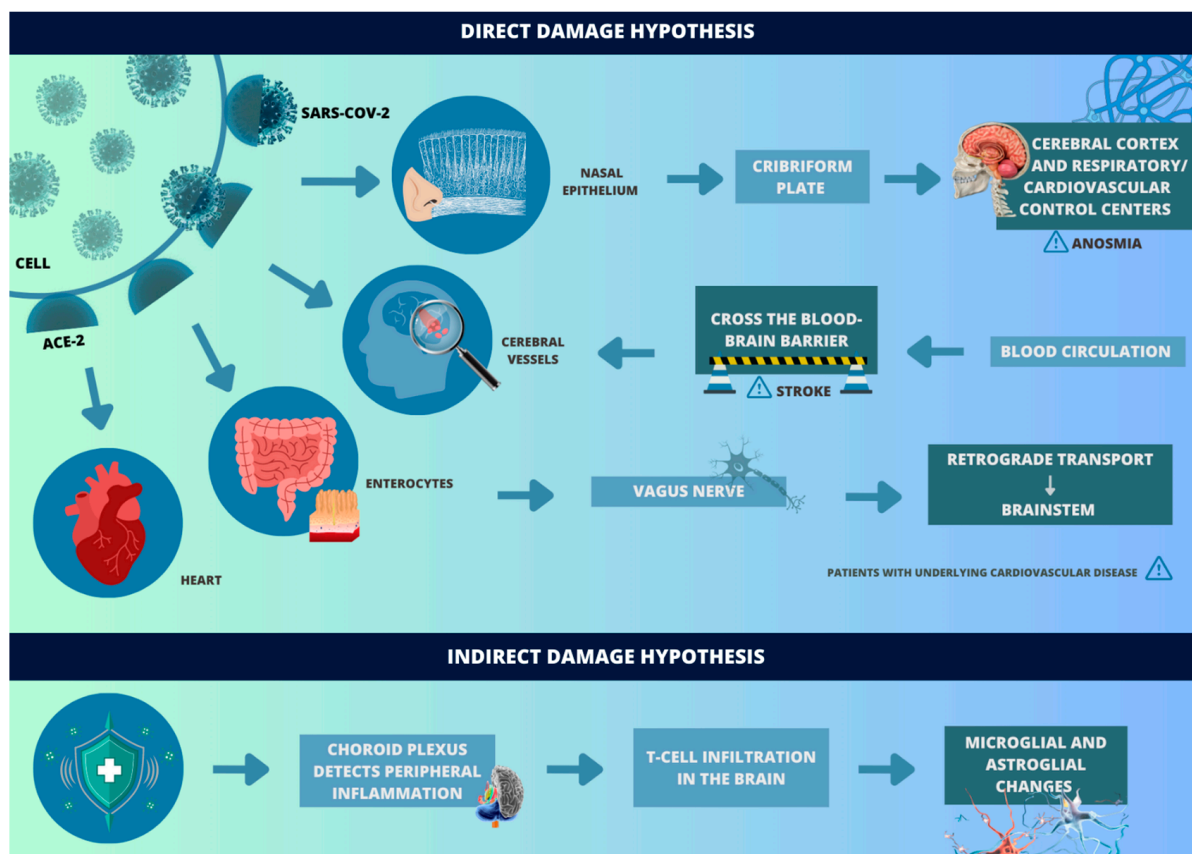 DIRECT DAMAGE HYPOTHESIS
SARS-COV-2
CELL
ACE-2
NASAL
EPITHELIUM
CRIBRIFORM
PLATE
CEREBRAL CORTEX
AND RESPIRATORY/
CARDIOVASCULAR
CONTROL CENTERS
ANOSMIA
CEREBRAL
VESSELS
CROSS THE BLOOD-
BRAIN BARRIER
STROKE
BLOOD CIRCULATION
ENTEROCYTES
VAGUS NERVE
RETROGRADE TRANSPORT
BRAINSTEM
HEART
PATIENTS WITH UNDERLYING CARDIOVASCULAR DISEASE
INDIRECT DAMAGE HYPOTHESIS
CHOROID PLEXUS
DETECTS PERIPHERAL
INFLAMMATION
T-CELL INFILTRATION
IN THE BRAIN
MICROGLIAL AND
ASTROGLIAL
CHANGES